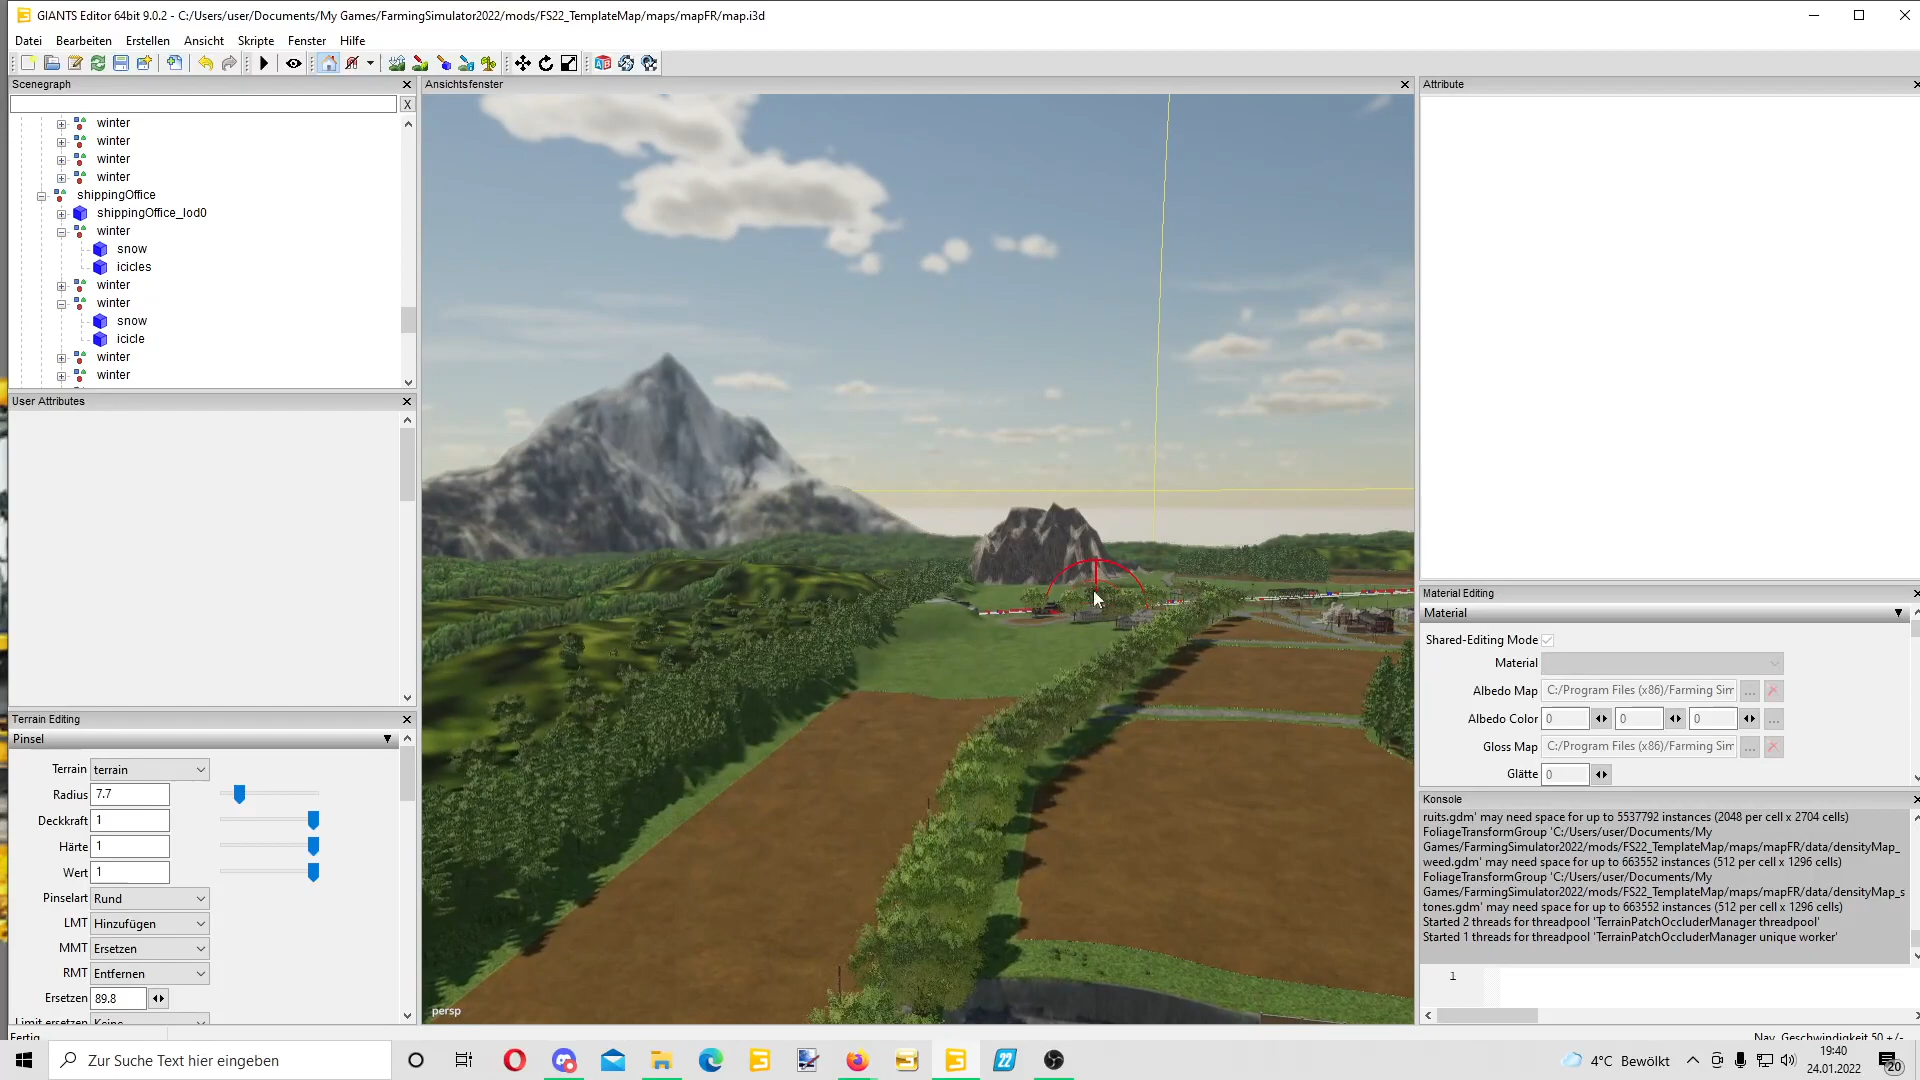 GIANTS Editor 64bit 9.0.2 - C:/Users/user/Documents/My Games/FarmingSimulator2022/mods/FS22_TemplateMap/maps/mapFR/map.i3d
Datei Bearbeiten Erstellen Ansicht Skripte Fenster Hilfe
Scenegraph
X
winter
winter
winter
winter
shippingOffice
shippingOffice_lod0
winter
snow
icicles
winter
winter
snow
icicle
winter
winter
User Attributes
Terrain Editing
Pinsel
Terrain terrain
Radius 7.7
Deckkraft 1
Härte 1
Wert 1
Pinselart Rund
LMT Hinzufügen
MMT Ersetzen
RMT Entfernen
Ersetzen 89.8
Limit ersetzen Keine
Fertig
Ansichtsfenster
persp
Attribute
Material Editing
Material
Shared-Editing Mode
Material
Albedo Map C:/Program Files (x86)/Farming Sim ...
Albedo Color 0 0 0 ...
Gloss Map C:/Program Files (x86)/Farming Sim ...
Glätte 0
Konsole
ruits.gdm' may need space for up to 5537792 instances (2048 per cell x 2704 cells)
FoliageTransformGroup 'C:/Users/user/Documents/My
Games/FarmingSimulator2022/mods/FS22_TemplateMap/maps/mapFR/data/densityMap_
weed.gdm' may need space for up to 663552 instances (512 per cell x 1296 cells)
FoliageTransformGroup 'C:/Users/user/Documents/My
Games/FarmingSimulator2022/mods/FS22_TemplateMap/maps/mapFR/data/densityMap_s
tones.gdm' may need space for up to 663552 instances (512 per cell x 1296 cells)
Started 2 threads for threadpool 'TerrainPatchOccluderManager threadpool'
Started 1 threads for threadpool 'TerrainPatchOccluderManager unique worker'
1
Nav. Geschwindigkeit 50 +/-
Zur Suche Text hier eingeben
22
4°C Bewölkt
19:40
24.01.2022
20